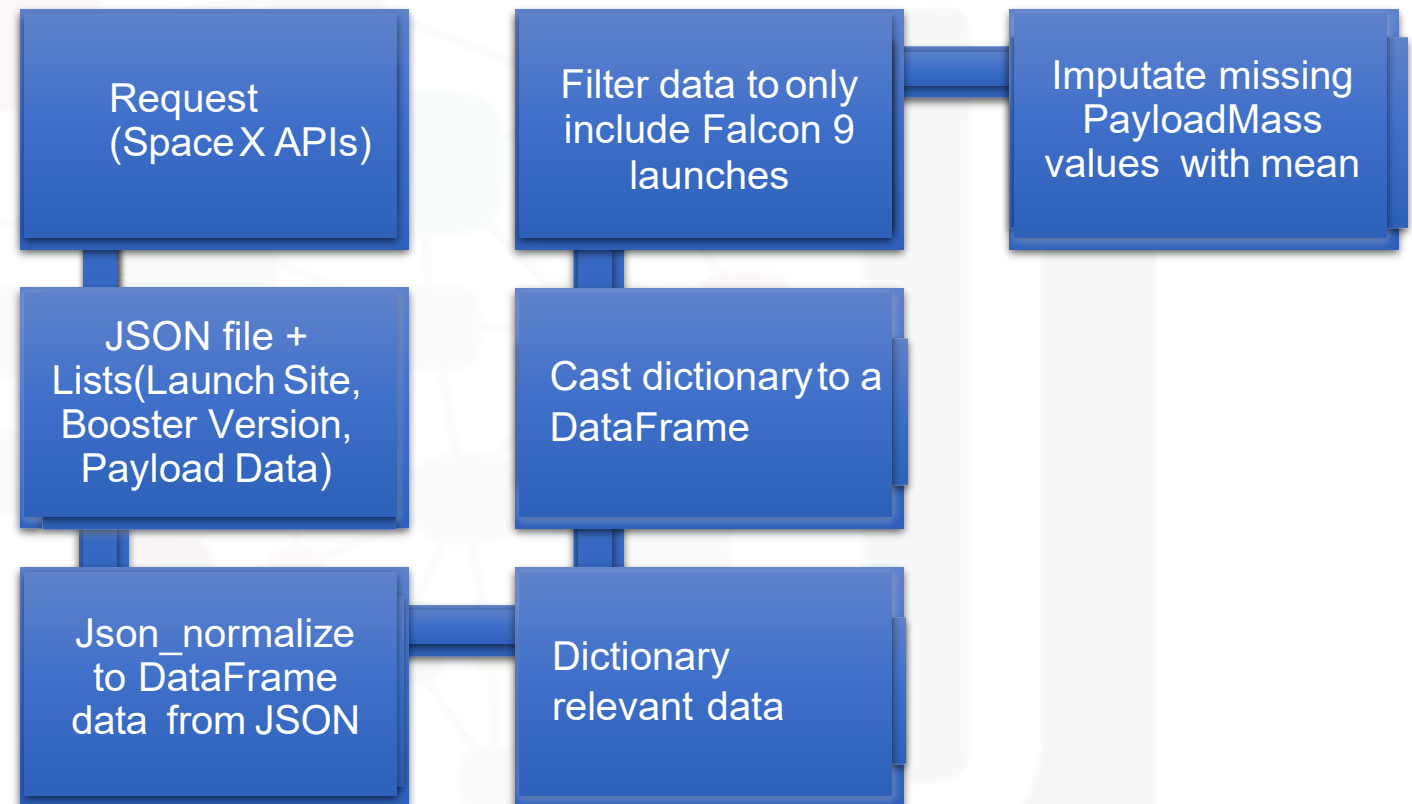 Request
(Space X APIs)
JSON file +
Lists(Launch Site,
Booster Version,
Payload Data)
Json_normalize
to DataFrame
data from JSON
Dictionary
relevant data
Cast dictionary to a
DataFrame
Filter data to only
include Falcon 9
launches
Imputate missing
PayloadMass
values with mean